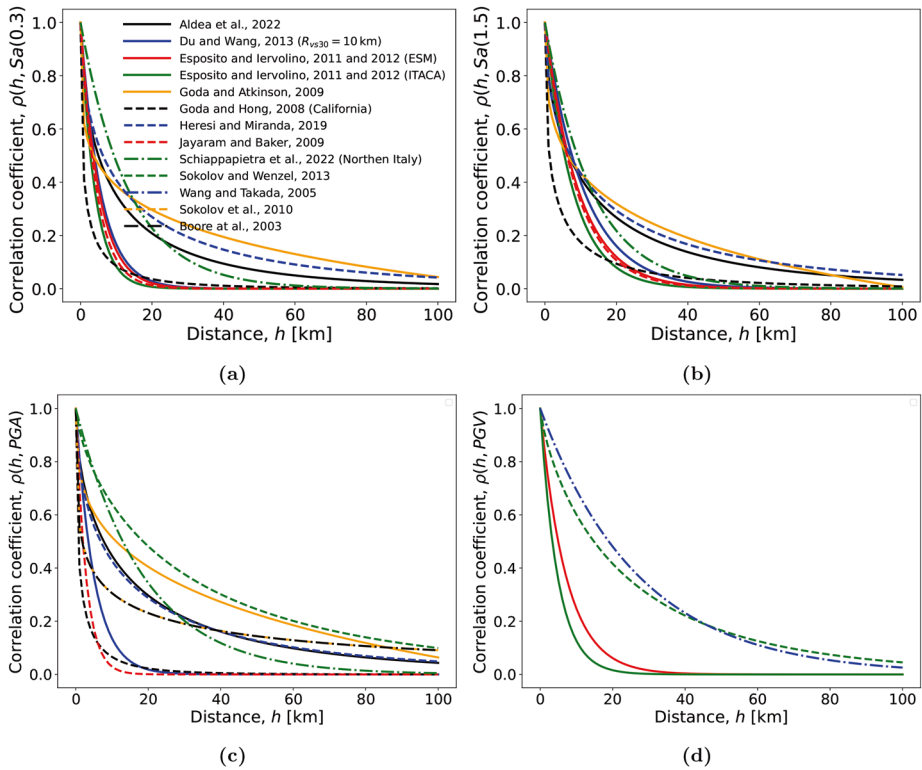 Correlation coefficient, ρ(h, Sa(0.3)
1.0
0.8
0.6
0.4
0.2
0.0
Aldea et al., 2022
Du and Wang, 2013 (Rvs30 = 10 km)
Esposito and Iervolino, 2011 and 2012 (ESM)
Esposito and Iervolino, 2011 and 2012 (ITACA)
Goda and Atkinson, 2009
Goda and Hong, 2008 (California)
Heresi and Miranda, 2019
Jayaram and Baker, 2009
Schiappapietra et al., 2022 (Northen Italy)
Sokolov and Wenzel, 2013
Wang and Takada, 2005
Sokolov et al., 2010
Boore at al., 2003
0 20 40 60 80 100
Distance, h [km]
(a)
Correlation coefficient, ρ(h, Sa(1.5)
1.0
0.8
0.6
0.4
0.2
0.0
0 20 40 60 80 100
Distance, h [km]
(b)
Correlation coefficient, ρ(h, PGA)
1.0
0.8
0.6
0.4
0.2
0.0
0 20 40 60 80 100
Distance, h [km]
(c)
Correlation coefficient, ρ(h, PGV)
1.0
0.8
0.6
0.4
0.2
0.0
0 20 40 60 80 100
Distance, h [km]
(d)